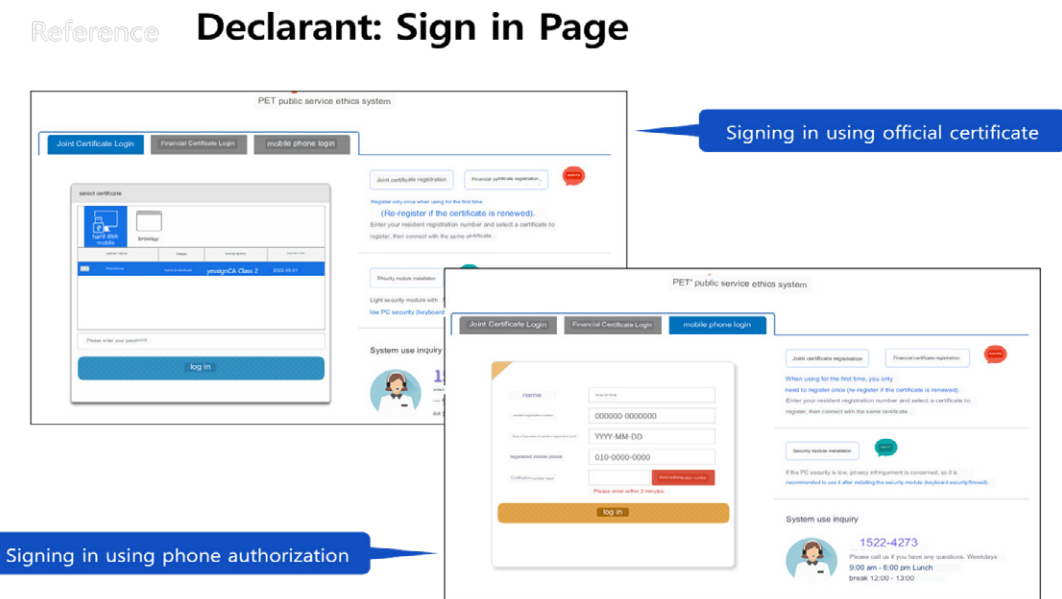 Reference
Declarant: Sign in Page
PET public service ethics system
Joint Certificate Login
Financial Certificate Login
mobile phone login
Signing in using official certificate
select certificate
hard disk
mobile
browser
yessignCA Class 2
2022-05-21
Please enter your password
log in
Joint certificate registration
Financial certificate registration
Register only once when using for the first time
(Re-register if the certificate is renewed).
Enter your resident registration number and select a certificate to
register, then connect with the same certificate.
Security module installation
Light security module with
low PC security (keyboard
System use inquiry
PET' public service ethics system
Joint Certificate Login
Financial Certificate Login
mobile phone login
name
000000-0000000
YYYY-MM-DD
registered mobile phone
010-0000-0000
Please enter within 3 minutes.
log in
Joint certificate registration
Financial certificate registration
When using for the first time, you only
need to register once (re-register if the certificate is renewed).
Enter your resident registration number and select a certificate to
register, then connect with the same certificate.
Security module installation
If the PC security is low, privacy infringement is concerned, so it is
recommended to use it after installing the security module (keyboard security/firewall).
System use inquiry
1522-4273
Please call us if you have any questions. Weekdays
9:00 am - 6:00 pm Lunch
break 12:00 - 13:00
Signing in using phone authorization